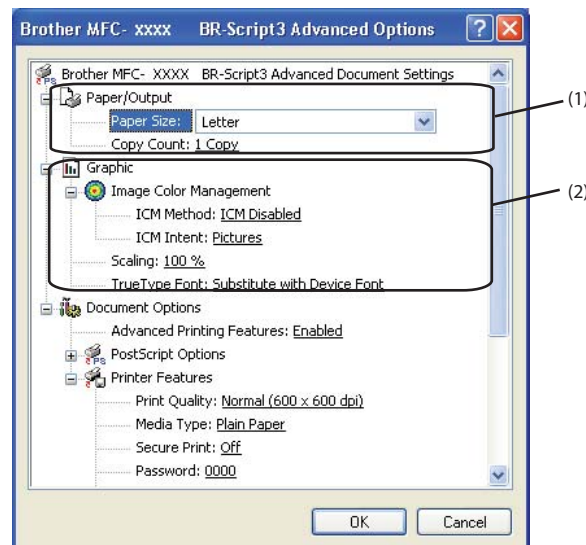 Brother MFC- xxxx BR-Script3 Advanced Options
Brother MFC- XXXX BR-Script3 Advanced Document Settings
Paper/Output
Paper Size: Letter
(1)
Copy Count: 1 Copy
Graphic
Image Color Management
(2)
ICM Method: ICM Disabled
ICM Intent: Pictures
Scaling: 100 %
TrueType Font: Substitute with Device Font
Document Options
Advanced Printing Features: Enabled
PostScript Options
Printer Features
Print Quality: Normal (600 x 600 dpi)
Media Type: Plain Paper
Secure Print: Off
Password: 0000
OK Cancel